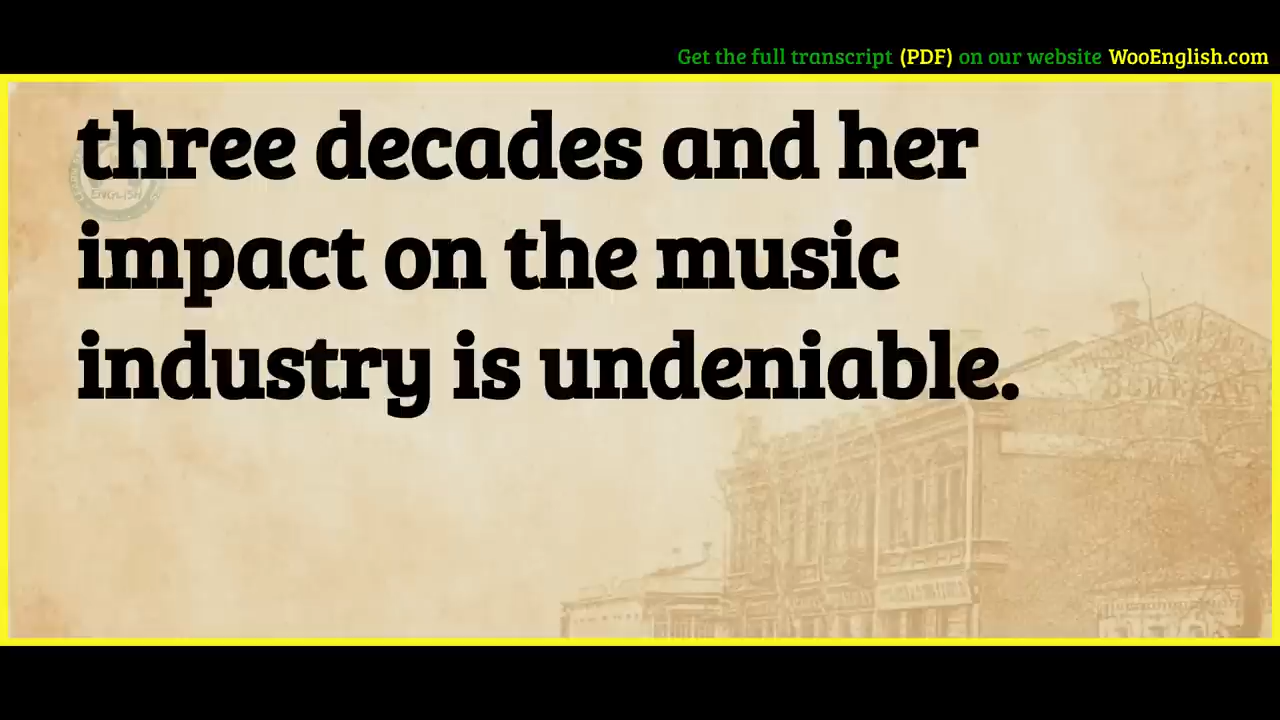 Get the full transcript (PDF) on our website WooEnglish.com
three decades and her
ENGLISH
impact on the music
industry is undeniable.